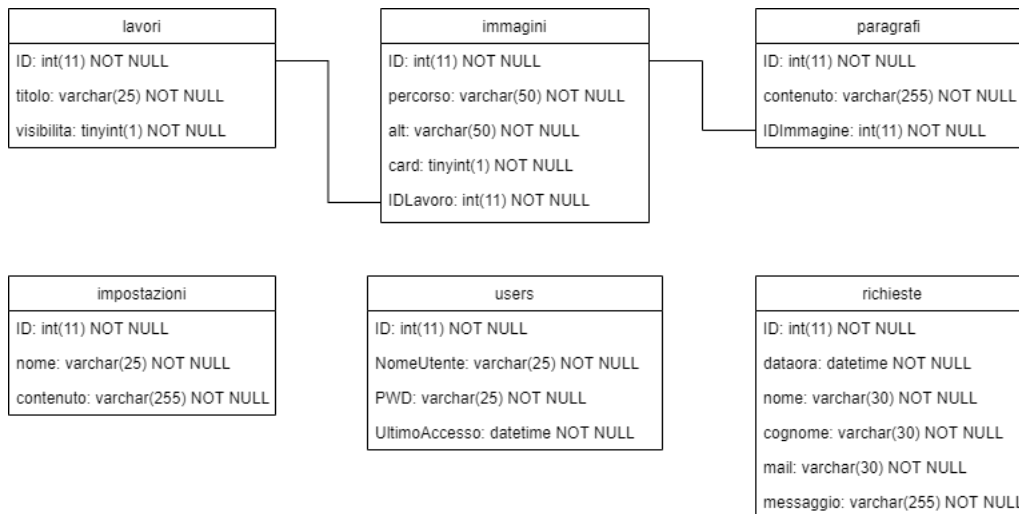 lavori
ID: int(11) NOT NULL
titolo: varchar(25) NOT NULL
visibilita: tinyint(1) NOT NULL
immagini
ID: int(11) NOT NULL
percorso: varchar(50) NOT NULL
alt: varchar(50) NOT NULL
card: tinyint(1) NOT NULL
IDLavoro: int(11) NOT NULL
paragrafi
ID: int(11) NOT NULL
contenuto: varchar(255) NOT NULL
IDImmagine: int(11) NOT NULL
impostazioni
ID: int(11) NOT NULL
nome: varchar(25) NOT NULL
contenuto: varchar(255) NOT NULL
users
ID: int(11) NOT NULL
NomeUtente: varchar(25) NOT NULL
PWD: varchar(25) NOT NULL
UltimoAccesso: datetime NOT NULL
richieste
ID: int(11) NOT NULL
dataora: datetime NOT NULL
nome: varchar(30) NOT NULL
cognome: varchar(30) NOT NULL
mail: varchar(30) NOT NULL
messaggio: varchar(255) NOT NULL